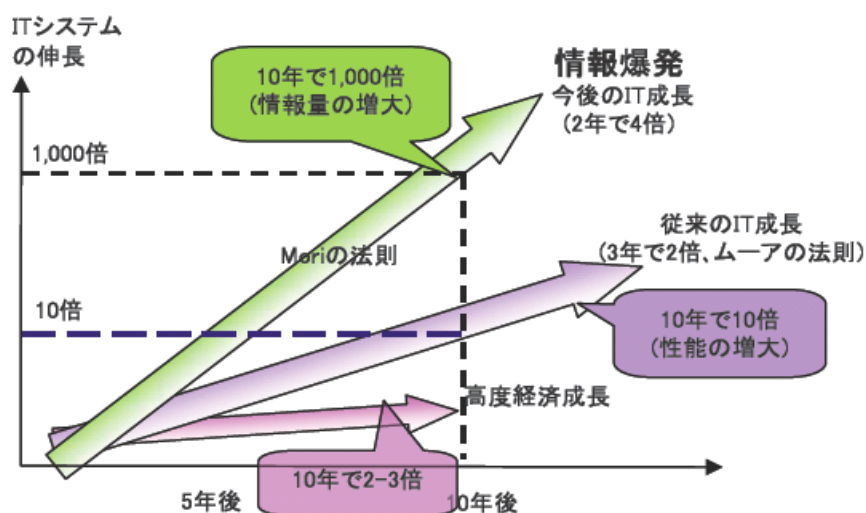 ITシステム
の伸長
10年で1,000倍
(情報量の増大)
情報爆発
今後のIT成長
(2年で4倍)
1,000倍
Moriの法則
従来のIT成長
(3年で2倍、ムーアの法則)
10倍
10年で10倍
(性能の増大)
高度経済成長
10年で2-3倍
5年後
10年後